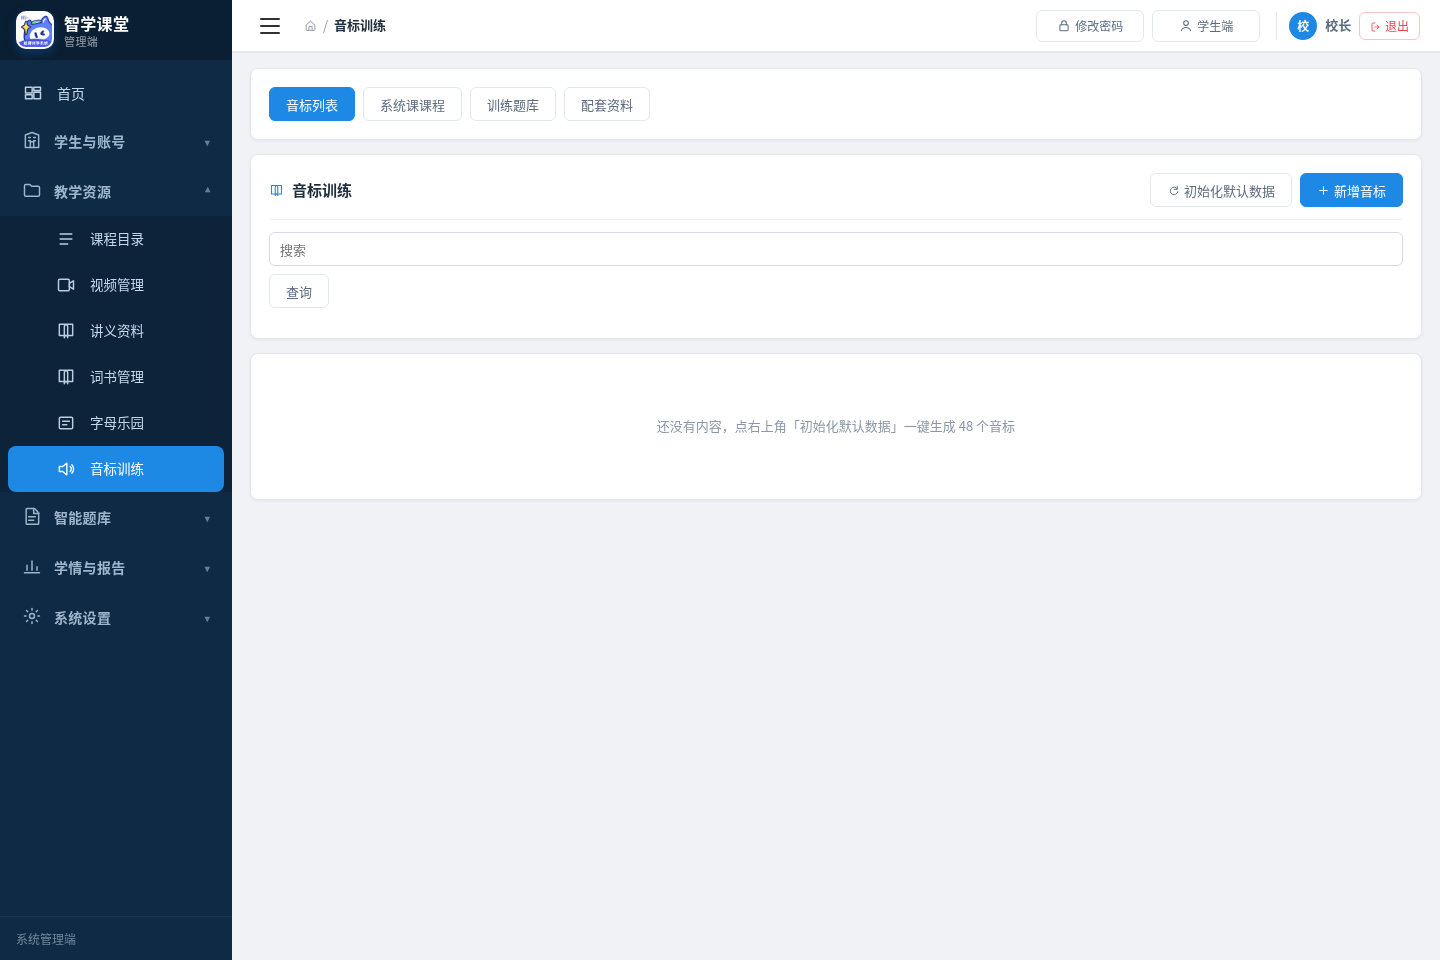 智学课堂
管理端
首页
学生与账号
教学资源
课程目录
视频管理
讲义资料
词书管理
字母乐园
音标训练
智能题库
学情与报告
系统设置
系统管理端
/ 音标训练
修改密码
学生端
校 校长
退出
音标列表
系统课课程
训练题库
配套资料
音标训练
初始化默认数据
新增音标
搜索
查询
还没有内容，点右上角「初始化默认数据」一键生成 48 个音标